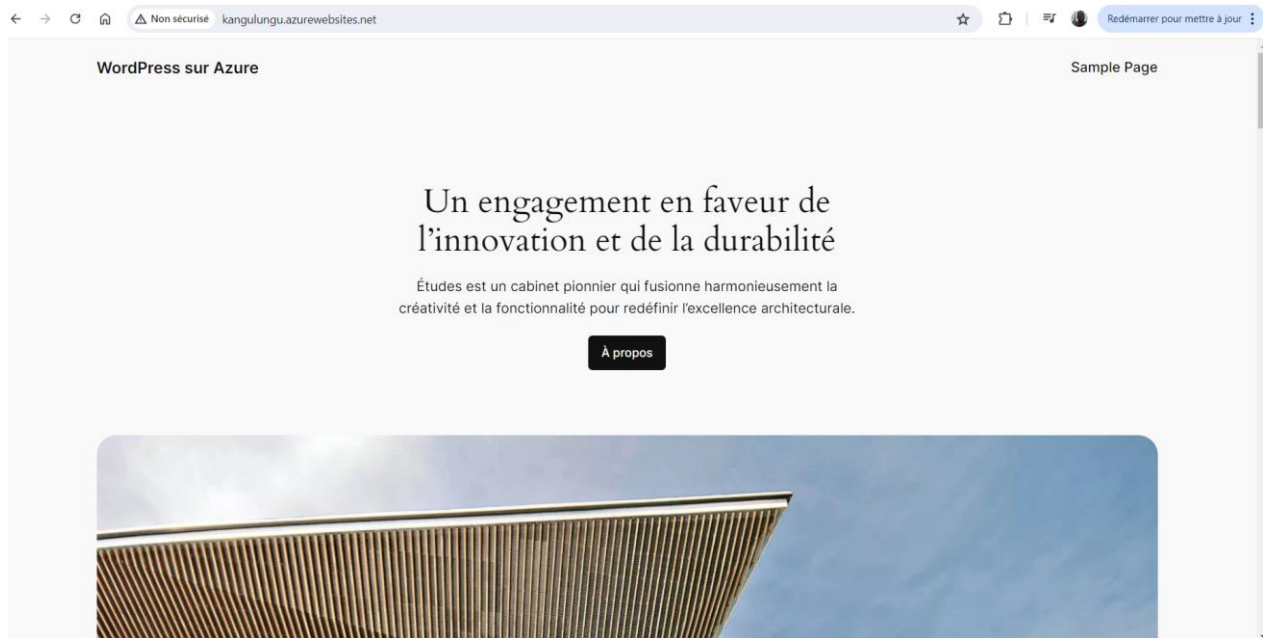 Non sécurisé kangulungu.azurewebsites.net Redémarrer pour mettre à jour
WordPress sur Azure Sample Page
Un engagement en faveur de
l’innovation et de la durabilité
Études est un cabinet pionnier qui fusionne harmonieusement la
créativité et la fonctionnalité pour redéfinir l’excellence architecturale.
À propos